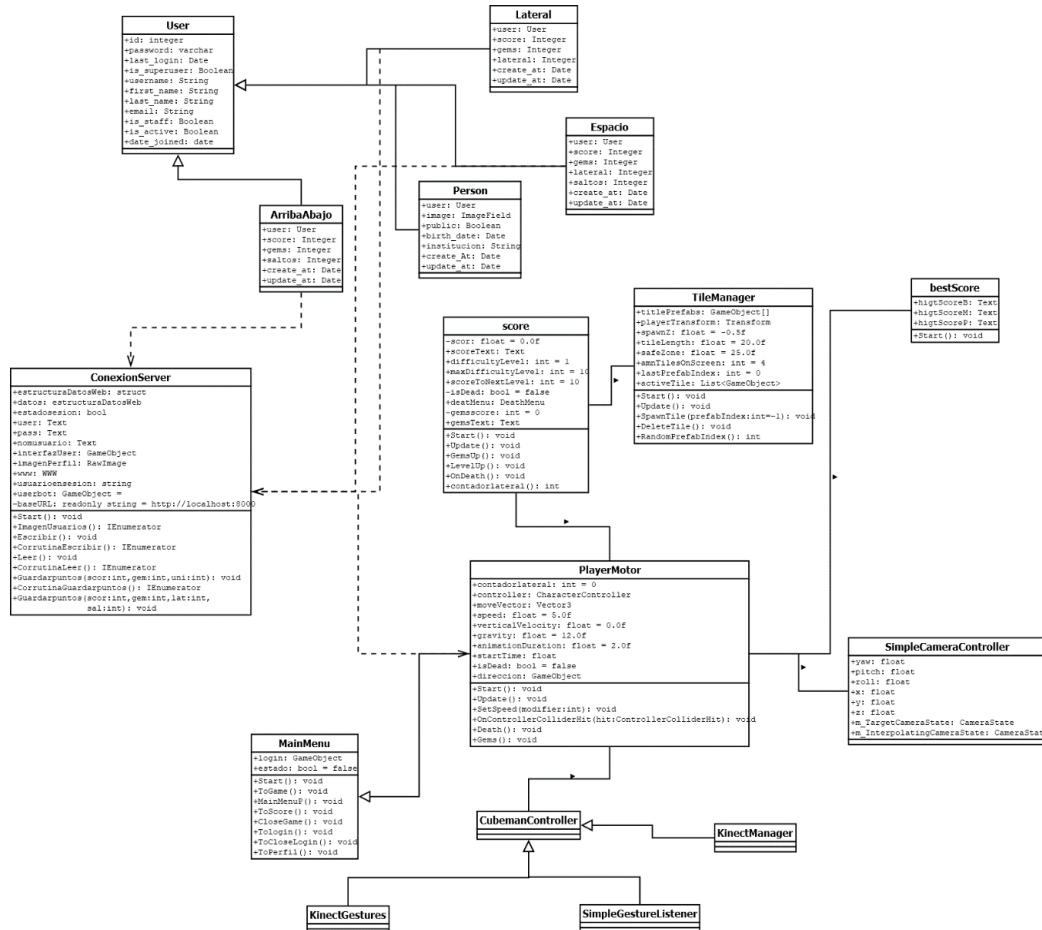 User
+id: integer
+password: varchar
+last_login: Date
+is_superuser: Boolean
+username: String
+first_name: String
+last_name: String
+email: String
+is_staff: Boolean
+is_active: Boolean
+date_joined: date
Lateral
+user: User
+score: Integer
+gems: Integer
+lateral: Integer
+create_at: Date
+update_at: Date
Espacio
+user: User
+score: Integer
+gems: Integer
+lateral: Integer
+saltos: Integer
+create_at: Date
+update_at: Date
Person
+user: User
+image: ImageField
+public: Boolean
+birth_date: Date
+institucion: String
+create_At: Date
+update_at: Date
ArribaAbajo
+user: User
+score: Integer
+gems: Integer
+saltos: Integer
+create_at: Date
+update_at: Date
bestScore
+higtScoreB: Text
+higtScoreM: Text
+higtScoreP: Text
+Start(): void
TileManager
+titlePrefabs: GameObject[]
+playerTransform: Transform
+spawnZ: float = -0.5f
+tileLength: float = 20.0f
+safeZone: float = 25.0f
+amnTilesOnScreen: int = 4
+lastPrefabIndex: int = 0
+activeTile: List<GameObject>
+Start(): void
+Update(): void
+SpawnTile(prefabIndex:int=-1): void
+DeleteTile(): void
+RandomPrefabIndex(): int
score
-scor: float = 0.0f
+scoreText: Text
+difficultyLevel: int = 1
+maxDifficultyLevel: int = 10
+scoreToNextLevel: int = 10
-isDead: bool = false
+deatMenu: DeathMenu
-gemsscore: int = 0
+gemsText: Text
+Start(): void
+Update(): void
+GemsUp(): void
+LevelUp(): void
+OnDeath(): void
+contadorlateral(): int
ConexionServer
+estructuraDatosWeb: struct
+datos: estructuraDatosWeb
+estadosesion: bool
+user: Text
+pass: Text
+nomusuario: Text
+interfazUser: GameObject
+imagenPerfil: RawImage
+www: WWW
+usuarioensesion: string
+userbot: GameObject =
-baseURL: readonly string = http://localhost:8000
+Start(): void
+ImagenUsuarios(): IEnumerator
+Escribir(): void
+CorrutinaEscribir(): IEnumerator
+Leer(): void
+CorrutinaLeer(): IEnumerator
+Guardarpuntos(scor:int,gem:int,uni:int): void
+CorrutinaGuardarpuntos(): IEnumerator
+Guardarpuntos(scor:int,gem:int,lat:int,
sal:int): void
PlayerMotor
+contadorlateral: int = 0
+controller: CharacterController
+moveVector: Vector3
+speed: float = 5.0f
+verticalVelocity: float = 0.0f
+gravity: float = 12.0f
+animationDuration: float = 2.0f
+startTime: float
+isDead: bool = false
+direccion: GameObject
+Start(): void
+Update(): void
+SetSpeed(modifier:int): void
+OnControllerColliderHit(hit:ControllerColliderHit): void
+Death(): void
+Gems(): void
SimpleCameraController
+yaw: float
+pitch: float
+roll: float
+x: float
+y: float
+z: float
+m_TargetCameraState: CameraState
+m_InterpolatingCameraState: CameraStat
MainMenu
+login: GameObject
+estado: bool = false
+Start(): void
+ToGame(): void
+MainMenuP(): void
+ToScore(): void
+CloseGame(): void
+Tologin(): void
+ToCloseLogin(): void
+ToPerfil(): void
CubemanController
KinectManager
KinectGestures
SimpleGestureListener